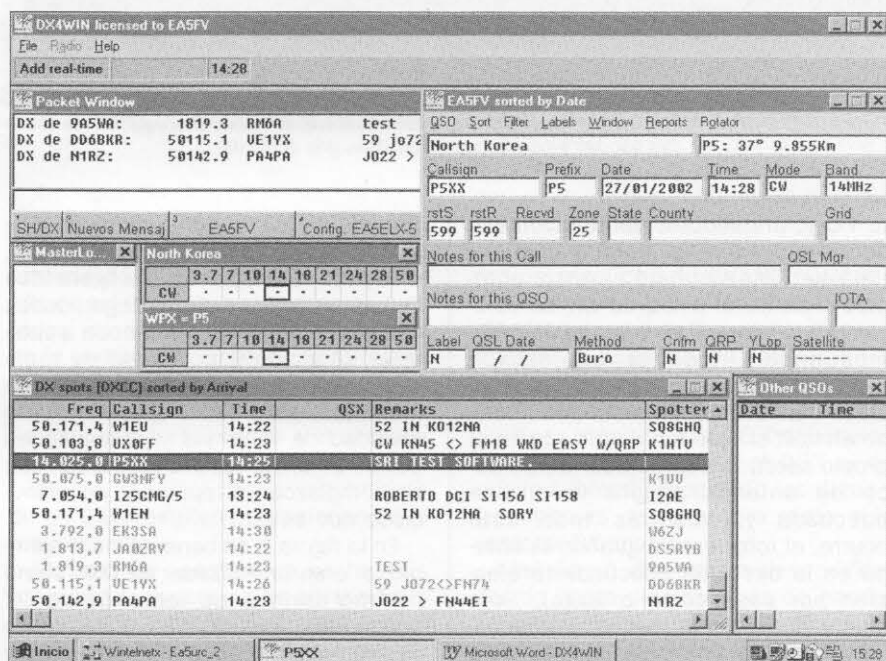 DX4WIN licensed to EA5FV
File Radio Help
Add real-time 14:28
Packet Window
DX de 9A5WA: 1819.3 RM6A test
DX de DD6BKR: 50115.1 UE1YX 59 jo72
DX de N1RZ: 50142.9 PA4PA JO22 >
SH/DX Nuevos Mensaj 3 EA5FV Config. EA5ELX-5
EA5FV sorted by Date
QSO Sort Filter Labels Window Reports Rotator
North Korea P5: 37° 9.855Km
Callsign Prefix Date Time Mode Band
P5XX P5 27/01/2002 14:28 CW 14MHz
rstS rstR Recvd Zone State County Grid
599 599 25
Notes for this Call QSL Mgr
Notes for this QSO IOTA
Label QSL Date Method Cnfm QRP YLop Satellite
N / / Buro N N N ------
MasterLo...
North Korea
3.7 7 10 14 18 21 24 28 50
CW - - - - - - - - -
WPX = P5
3.7 7 10 14 18 21 24 28 50
CW - - - - - - - - -
DX spots [DXCC] sorted by Arrival
Freq Callsign Time QSX Remarks Spotter
50.171,4 W1EU 14:22 52 IN KO12NA SQ8GHQ
50.103,4 UX0FF 14:23 CW KN45 <> FM18 WKD EASY W/QRP K1HTV
14.025,0 P5XX 14:25 SRI TEST SOFTWARE.
50.075,0 GW3MFY 14:23 K1UU
7.054,0 IZ5CMG/5 13:24 ROBERTO DCI SI156 SI158 I2AE
50.171,4 W1EN 14:23 52 IN KO12NA SORY SQ8GHQ
3.792,0 EK3SA 14:30 W6ZJ
1.813,7 JA0ZRY 14:22 DS5RYB
1.819,3 RM6A 14:23 TEST 9A5WA
50.115,1 UE1YX 14:26 59 JO72<>FN74 DD6BKR
50.142,9 PA4PA 14:23 JO22 > FN44EI N1RZ
Other QSOs
Date Time
Inicio Wintelnetx - Ea5urc_2 P5XX Microsoft Word - DX4WIN 15:28